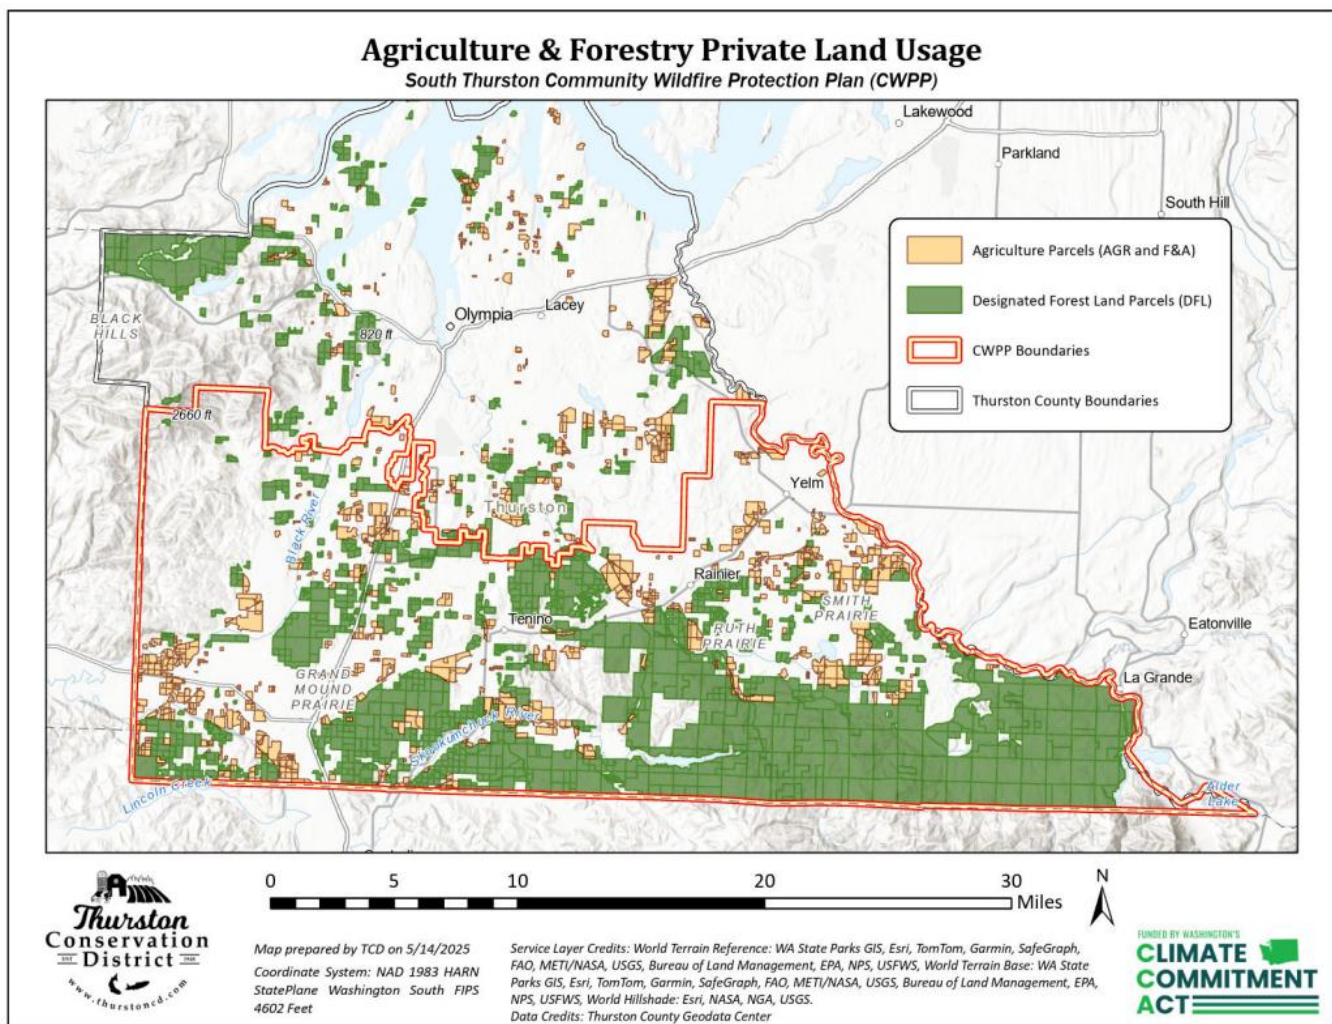 Agriculture & Forestry Private Land Usage
South Thurston Community Wildfire Protection Plan (CWPP)
Lakewood
Parkland
South Hill
Agriculture Parcels (AGR and F&A)
Designated Forest Land Parcels (DFL)
CWPP Boundaries
Thurston County Boundaries
BLACK
HILLS
820 ft
Olympia
Lacey
2660 ft
Black River
Thurston
Yelm
Rainier
SMITH
PRAIRIE
Tenino
RUTH
PRAIRIE
Eatonville
La Grande
GRAND
MOUND
PRAIRIE
Skookumchuck River
Lincoln Creek
Alder
Lake
0 5 10 20 30
Miles
N
Thurston
Conservation
District
EST
www.thurstoncd.com
Map prepared by TCD on 5/14/2025
Coordinate System: NAD 1983 HARN
StatePlane Washington South FIPS
4602 Feet
Service Layer Credits: World Terrain Reference: WA State Parks GIS, Esri, TomTom, Garmin, SafeGraph,
FAO, METI/NASA, USGS, Bureau of Land Management, EPA, NPS, USFWS, World Terrain Base: WA State
Parks GIS, Esri, TomTom, Garmin, SafeGraph, FAO, METI/NASA, USGS, Bureau of Land Management, EPA,
NPS, USFWS, World Hillshade: Esri, NASA, NGA, USGS.
Data Credits: Thurston County Geodata Center
FUNDED BY WASHINGTON'S
CLIMATE
COMMITMENT
ACT